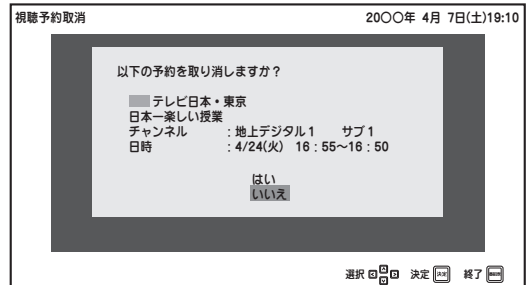 視聴予約取消
20○○年 4月 7日(土)19:10
以下の予約を取り消しますか？
テレビ日本・東京
日本一楽しい授業
チャンネル ：地上デジタル1 サブ1
日時 ：4/24(火) 16：55～16：50
はい
いいえ
選択 決定 決定 終了